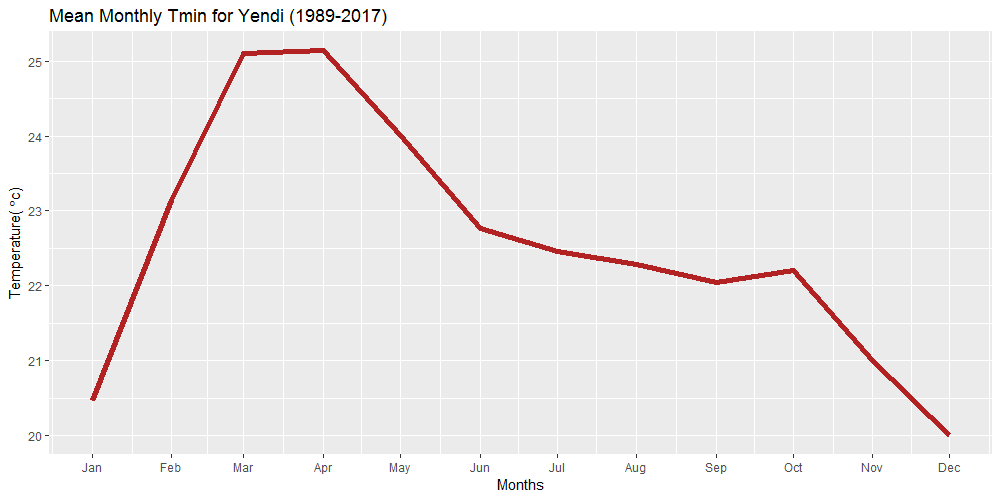 Mean Monthly Tmin for Yendi (1989-2017)
Temperature( °c)
25
24
23
22
21
20
Jan Feb Mar Apr May Jun Jul Aug Sep Oct Nov Dec
Months